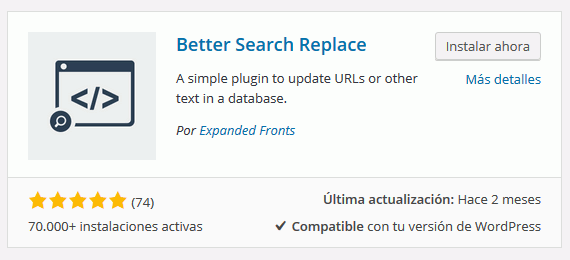 Better Search Replace
Instalar ahora
A simple plugin to update URLs or other
text in a database.
Más detalles
Por Expanded Fronts
(74)
Última actualización: Hace 2 meses
70.000+ instalaciones activas
Compatible con tu versión de WordPress